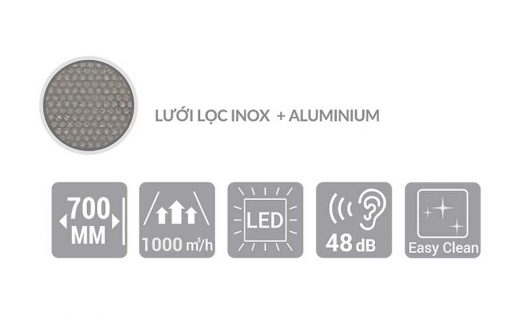 LƯỚI LỌC INOX + ALUMINIUM
700
MM
1000 m³/h
LED
48 dB
Easy Clean